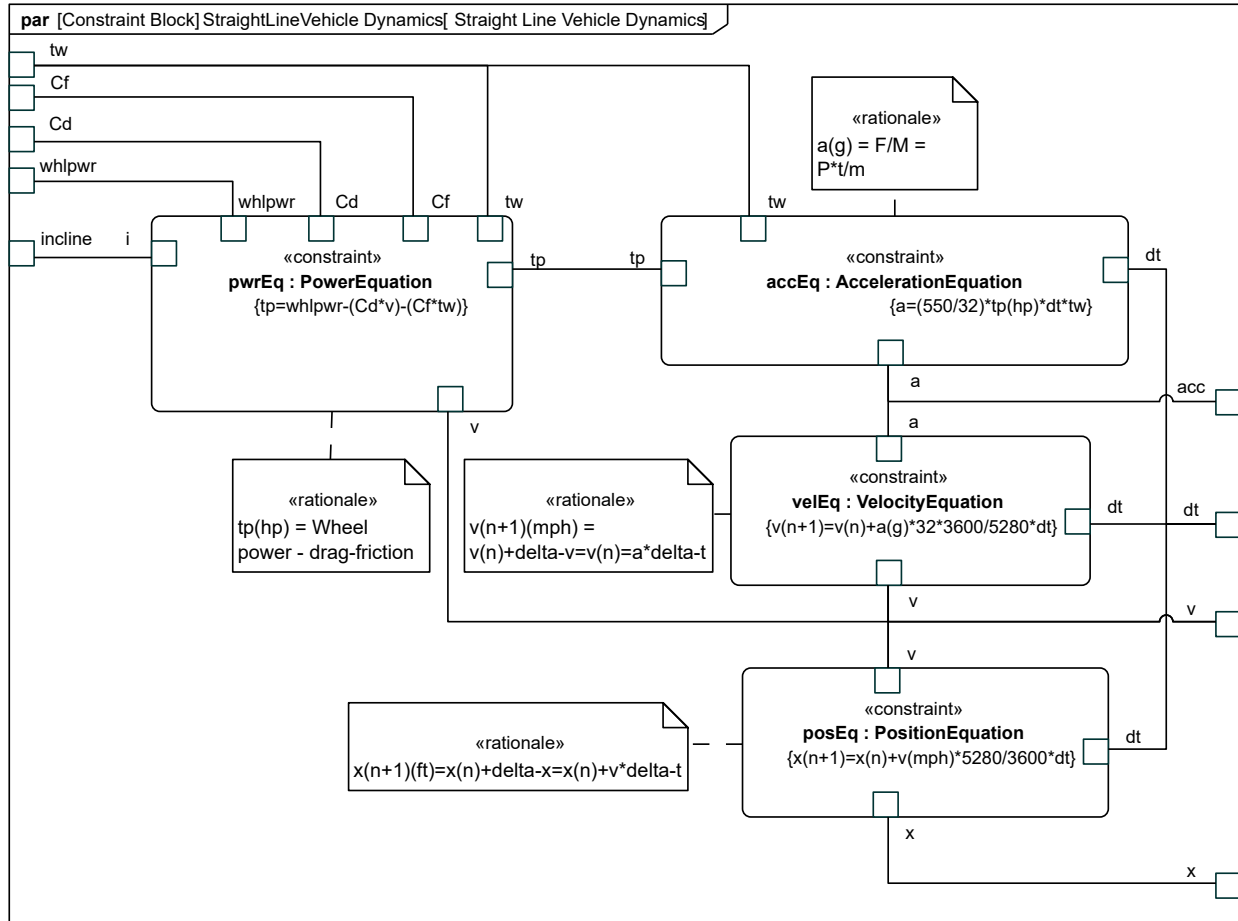 par [Constraint Block] StraightLineVehicle Dynamics[ Straight Line Vehicle Dynamics]
tw
Cf
Cd
whlpwr
incline
i
whlpwr
Cd
Cf
tw
«constraint»
pwrEq : PowerEquation
{tp=whlpwr-(Cd*v)-(Cf*tw)}
tp
v
«rationale»
tp(hp) = Wheel
power - drag-friction
«rationale»
a(g) = F/M =
P*t/m
tw
tp
«constraint»
accEq : AccelerationEquation
{a=(550/32)*tp(hp)*dt*tw}
dt
a
acc
a
«rationale»
v(n+1)(mph) =
v(n)+delta-v=v(n)=a*delta-t
«constraint»
velEq : VelocityEquation
{v(n+1)=v(n)+a(g)*32*3600/5280*dt}
dt
dt
v
v
v
«rationale»
x(n+1)(ft)=x(n)+delta-x=x(n)+v*delta-t
«constraint»
posEq : PositionEquation
{x(n+1)=x(n)+v(mph)*5280/3600*dt}
dt
x
x